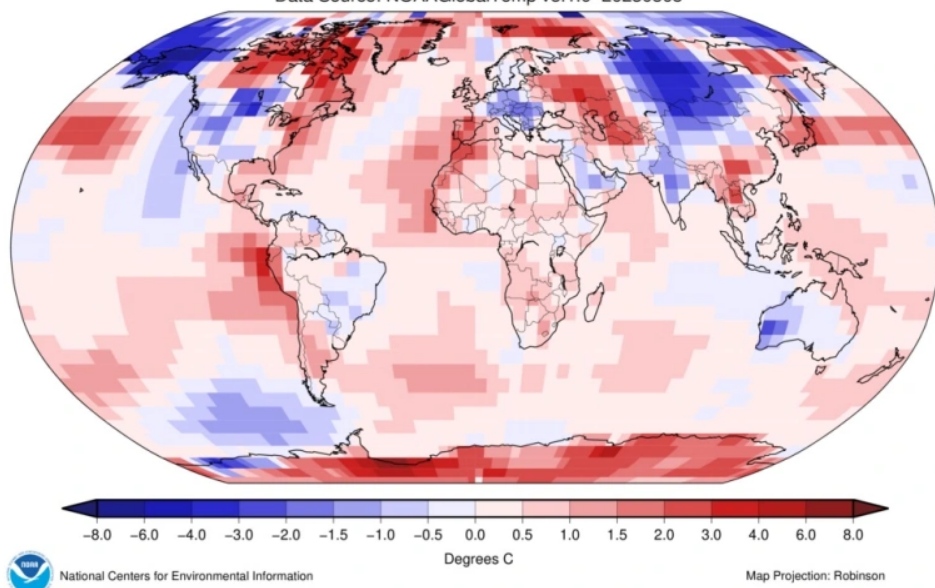 −8.0 −6.0 −4.0 −3.0 −2.0 −1.5 −1.0 −0.5 0.0 0.5 1.0 1.5 2.0 3.0 4.0 6.0 8.0
Degrees C
NOAA
National Centers for Environmental Information
Map Projection: Robinson